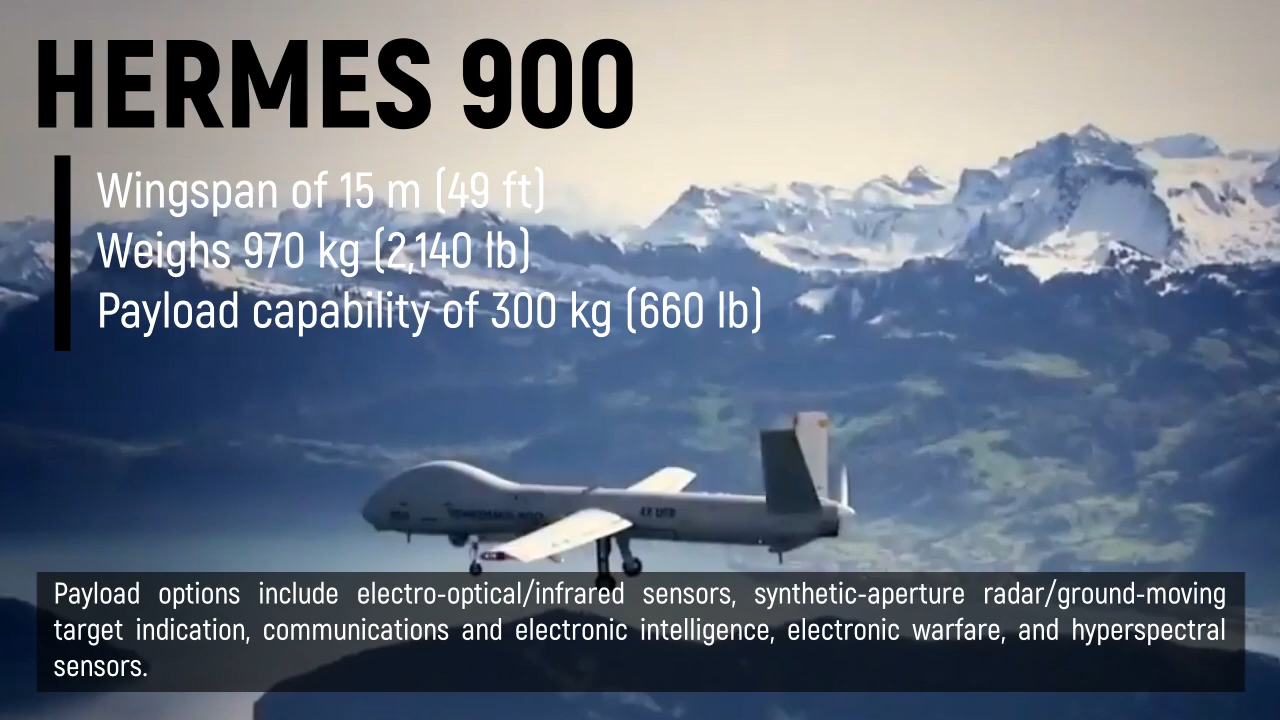 HERMES 900
Wingspan of 15 m (49 ft)
Weighs 970 kg (2,140 lb)
Payload capability of 300 kg (660 lb)
Payload options include electro-optical/infrared sensors, synthetic-aperture radar/ground-moving
target indication, communications and electronic intelligence, electronic warfare, and hyperspectral
sensors.